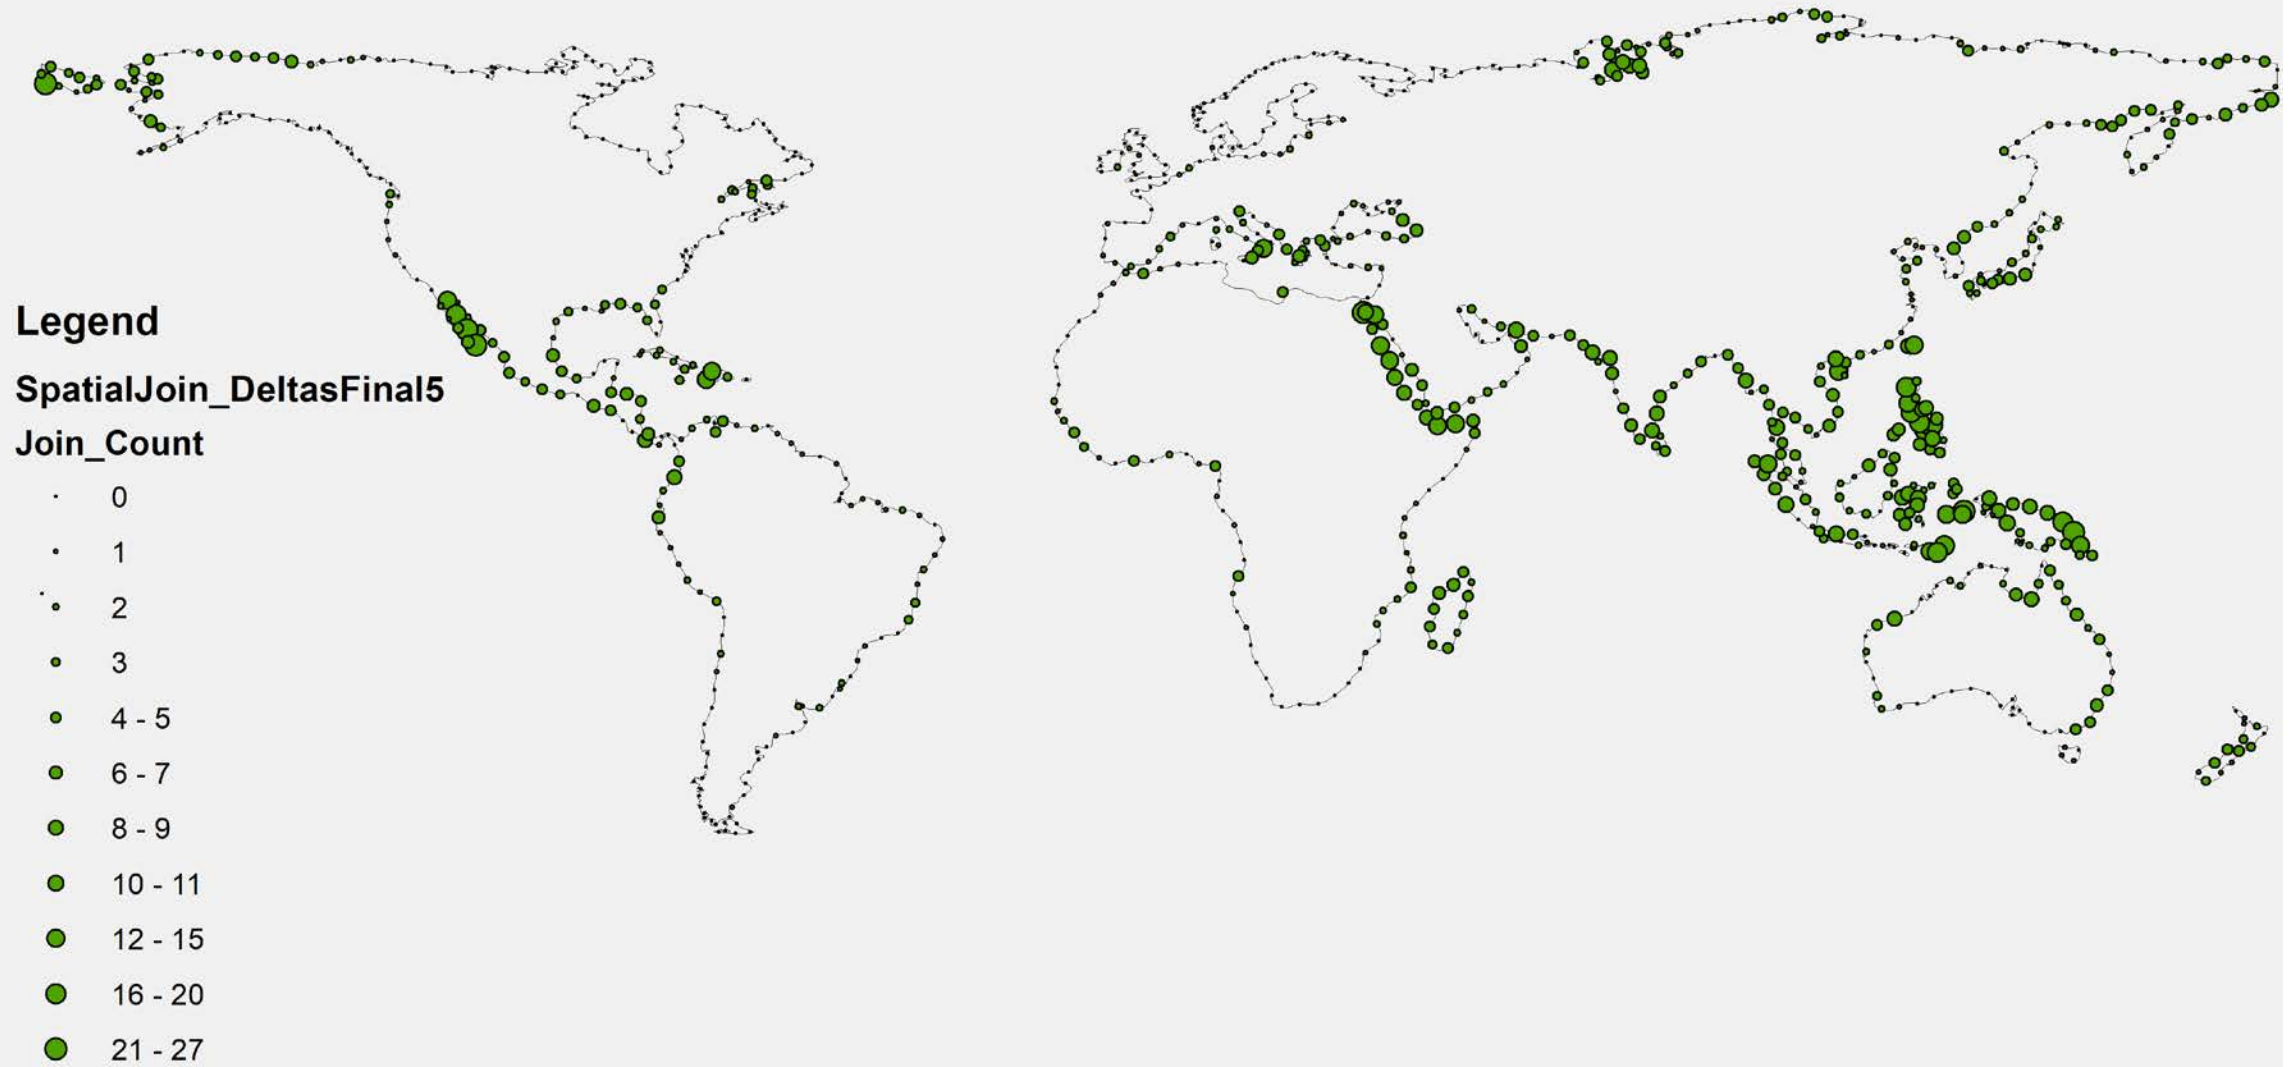 Legend
SpatialJoin_DeltasFinal5
Join_Count
0
1
2
3
4 - 5
6 - 7
8 - 9
10 - 11
12 - 15
16 - 20
21 - 27